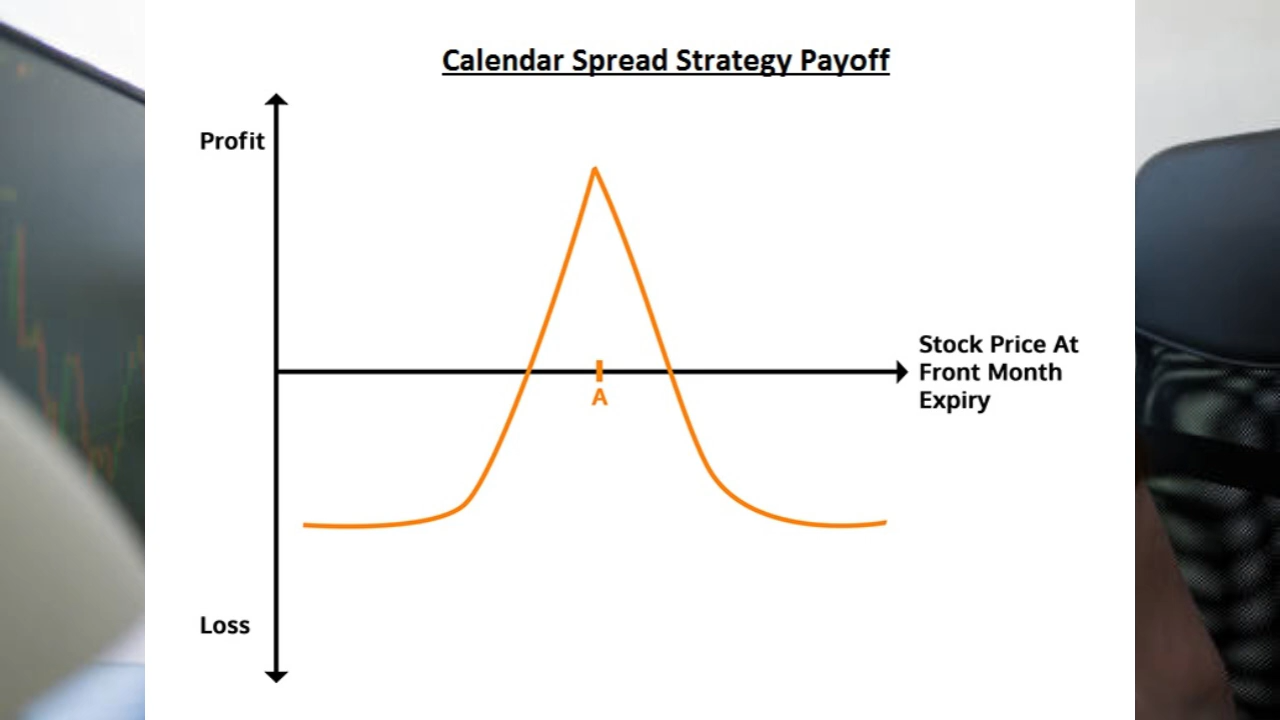 Calendar Spread Strategy Payoff
Profit
Stock Price At
Front Month
Expiry
A
Loss